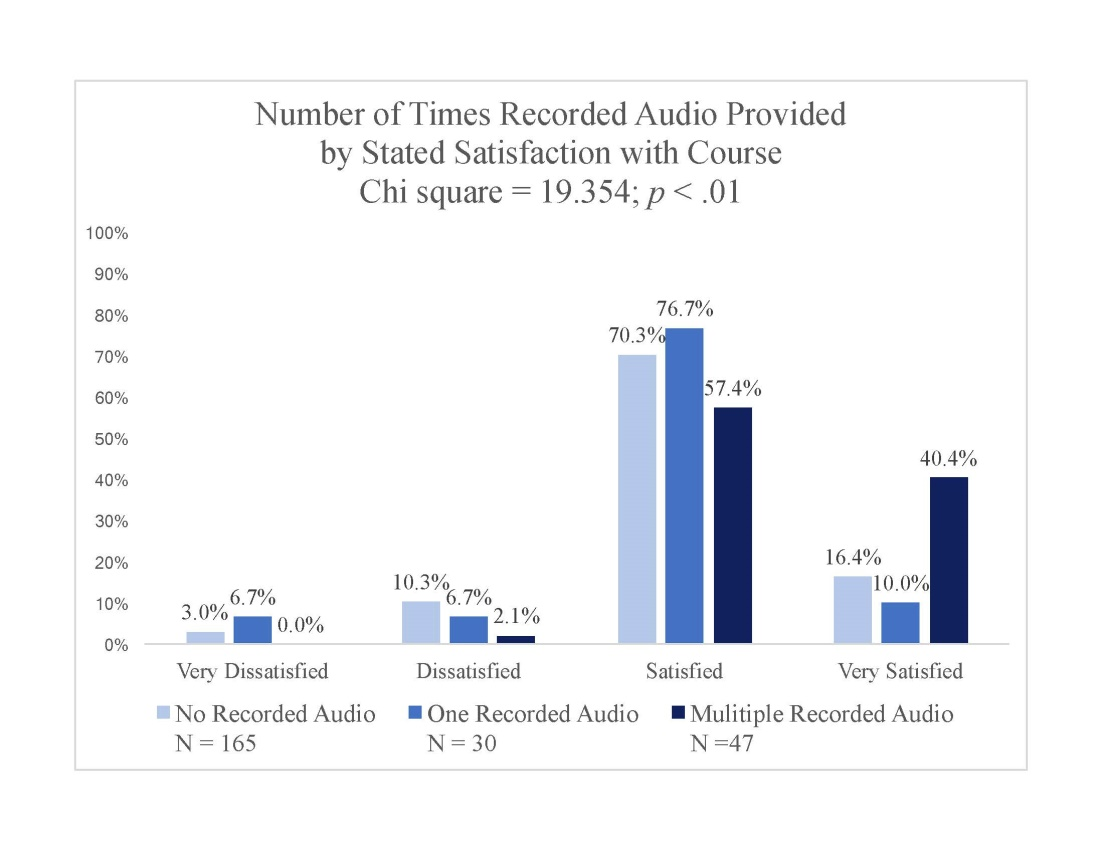 Number of Times Recorded Audio Provided
by Stated Satisfaction with Course
Chi square = 19.354; p < .01
100%
90%
80%
70%
60%
50%
40%
30%
20%
10%
0%
3.0%
6.7%
0.0%
10.3%
6.7%
2.1%
70.3%
76.7%
57.4%
16.4%
10.0%
40.4%
Very Dissatisfied
Dissatisfied
Satisfied
Very Satisfied
No Recorded Audio
N = 165
One Recorded Audio
N = 30
Mulitiple Recorded Audio
N =47